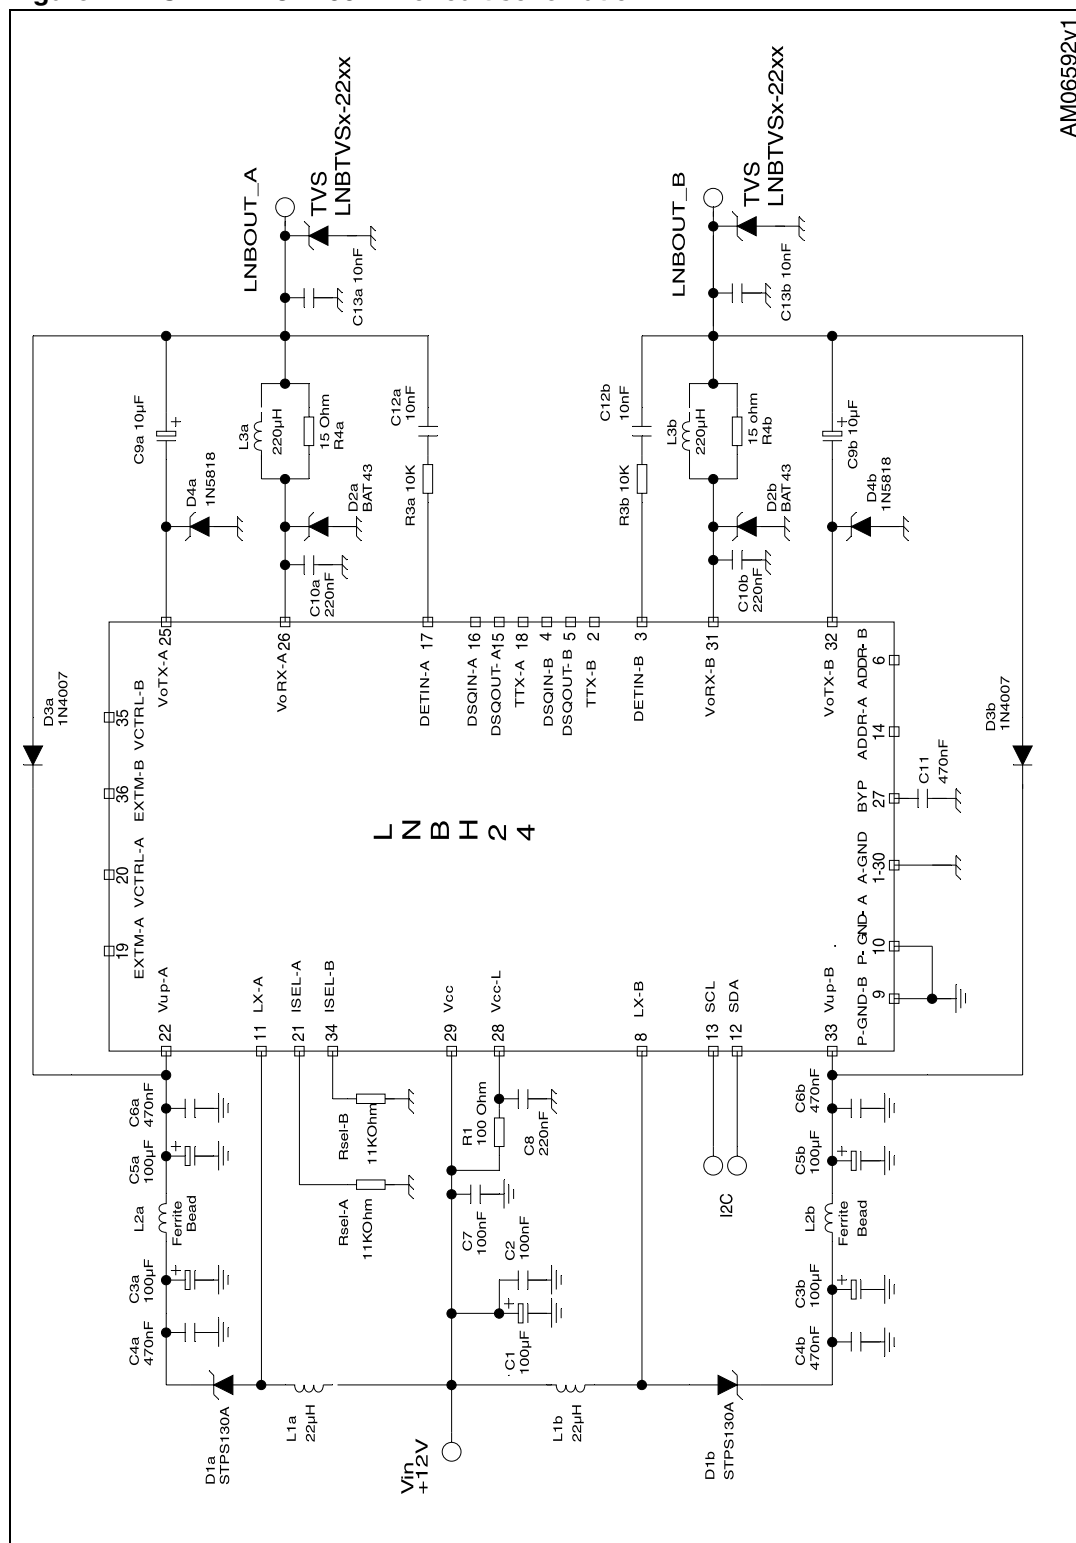 AM06592v1
D3a
1N4007
C9a 10µF
+
D4a
1N5818
LNBOUT_A
TVS
LNBTVSx-22xx
C13a 10nF
L3a
220µH
15 Ohm
R4a
D2a
BAT43
C10a
220nF
C12a
10nF
R3a 10K
LNBOUT_B
TVS
LNBTVSx-22xx
C13b 10nF
C12b
10nF
R3b 10K
L3b
220µH
15 ohm
R4b
D2b
BAT43
C10b
220nF
C9b 10µF
+
D4b
1N5818
D3b
1N4007
VoTX-A 25
VoRX-A 26
DETIN-A 17
DSQIN-A 16
DSQOUT-A 15
TTX-A 18
DSQIN-B 4
DSQOUT-B 5
TTX-B 2
DETIN-B 3
VoRX-B 31
VoTX-B 32
19
EXTM-A
20
VCTRL-A
36
EXTM-B
35
VCTRL-B
LNBH24
ADDR-B
6
ADDR-A
14
BYP
27
C11
470nF
A-GND
1-30
P-GND-A
10
P-GND-B
9
22 Vup-A
11 LX-A
21 ISEL-A
34 ISEL-B
29 Vcc
28 Vcc-L
8 LX-B
13 SCL
12 SDA
33 Vup-B
C6a
470nF
C5a
100µF
+
L2a
Ferrite
Bead
C3a
100µF
+
C4a
470nF
D1a
STPS130A
Rsel-B
11KOhm
Rsel-A
11KOhm
L1a
22µH
R1
100 Ohm
C8
220nF
C7
100nF
C2
100nF
C1
100µF
+
Vin
+12V
L1b
22µH
I2C
C6b
470nF
C5b
100µF
+
L2b
Ferrite
Bead
C3b
100µF
+
C4b
470nF
D1b
STPS130A